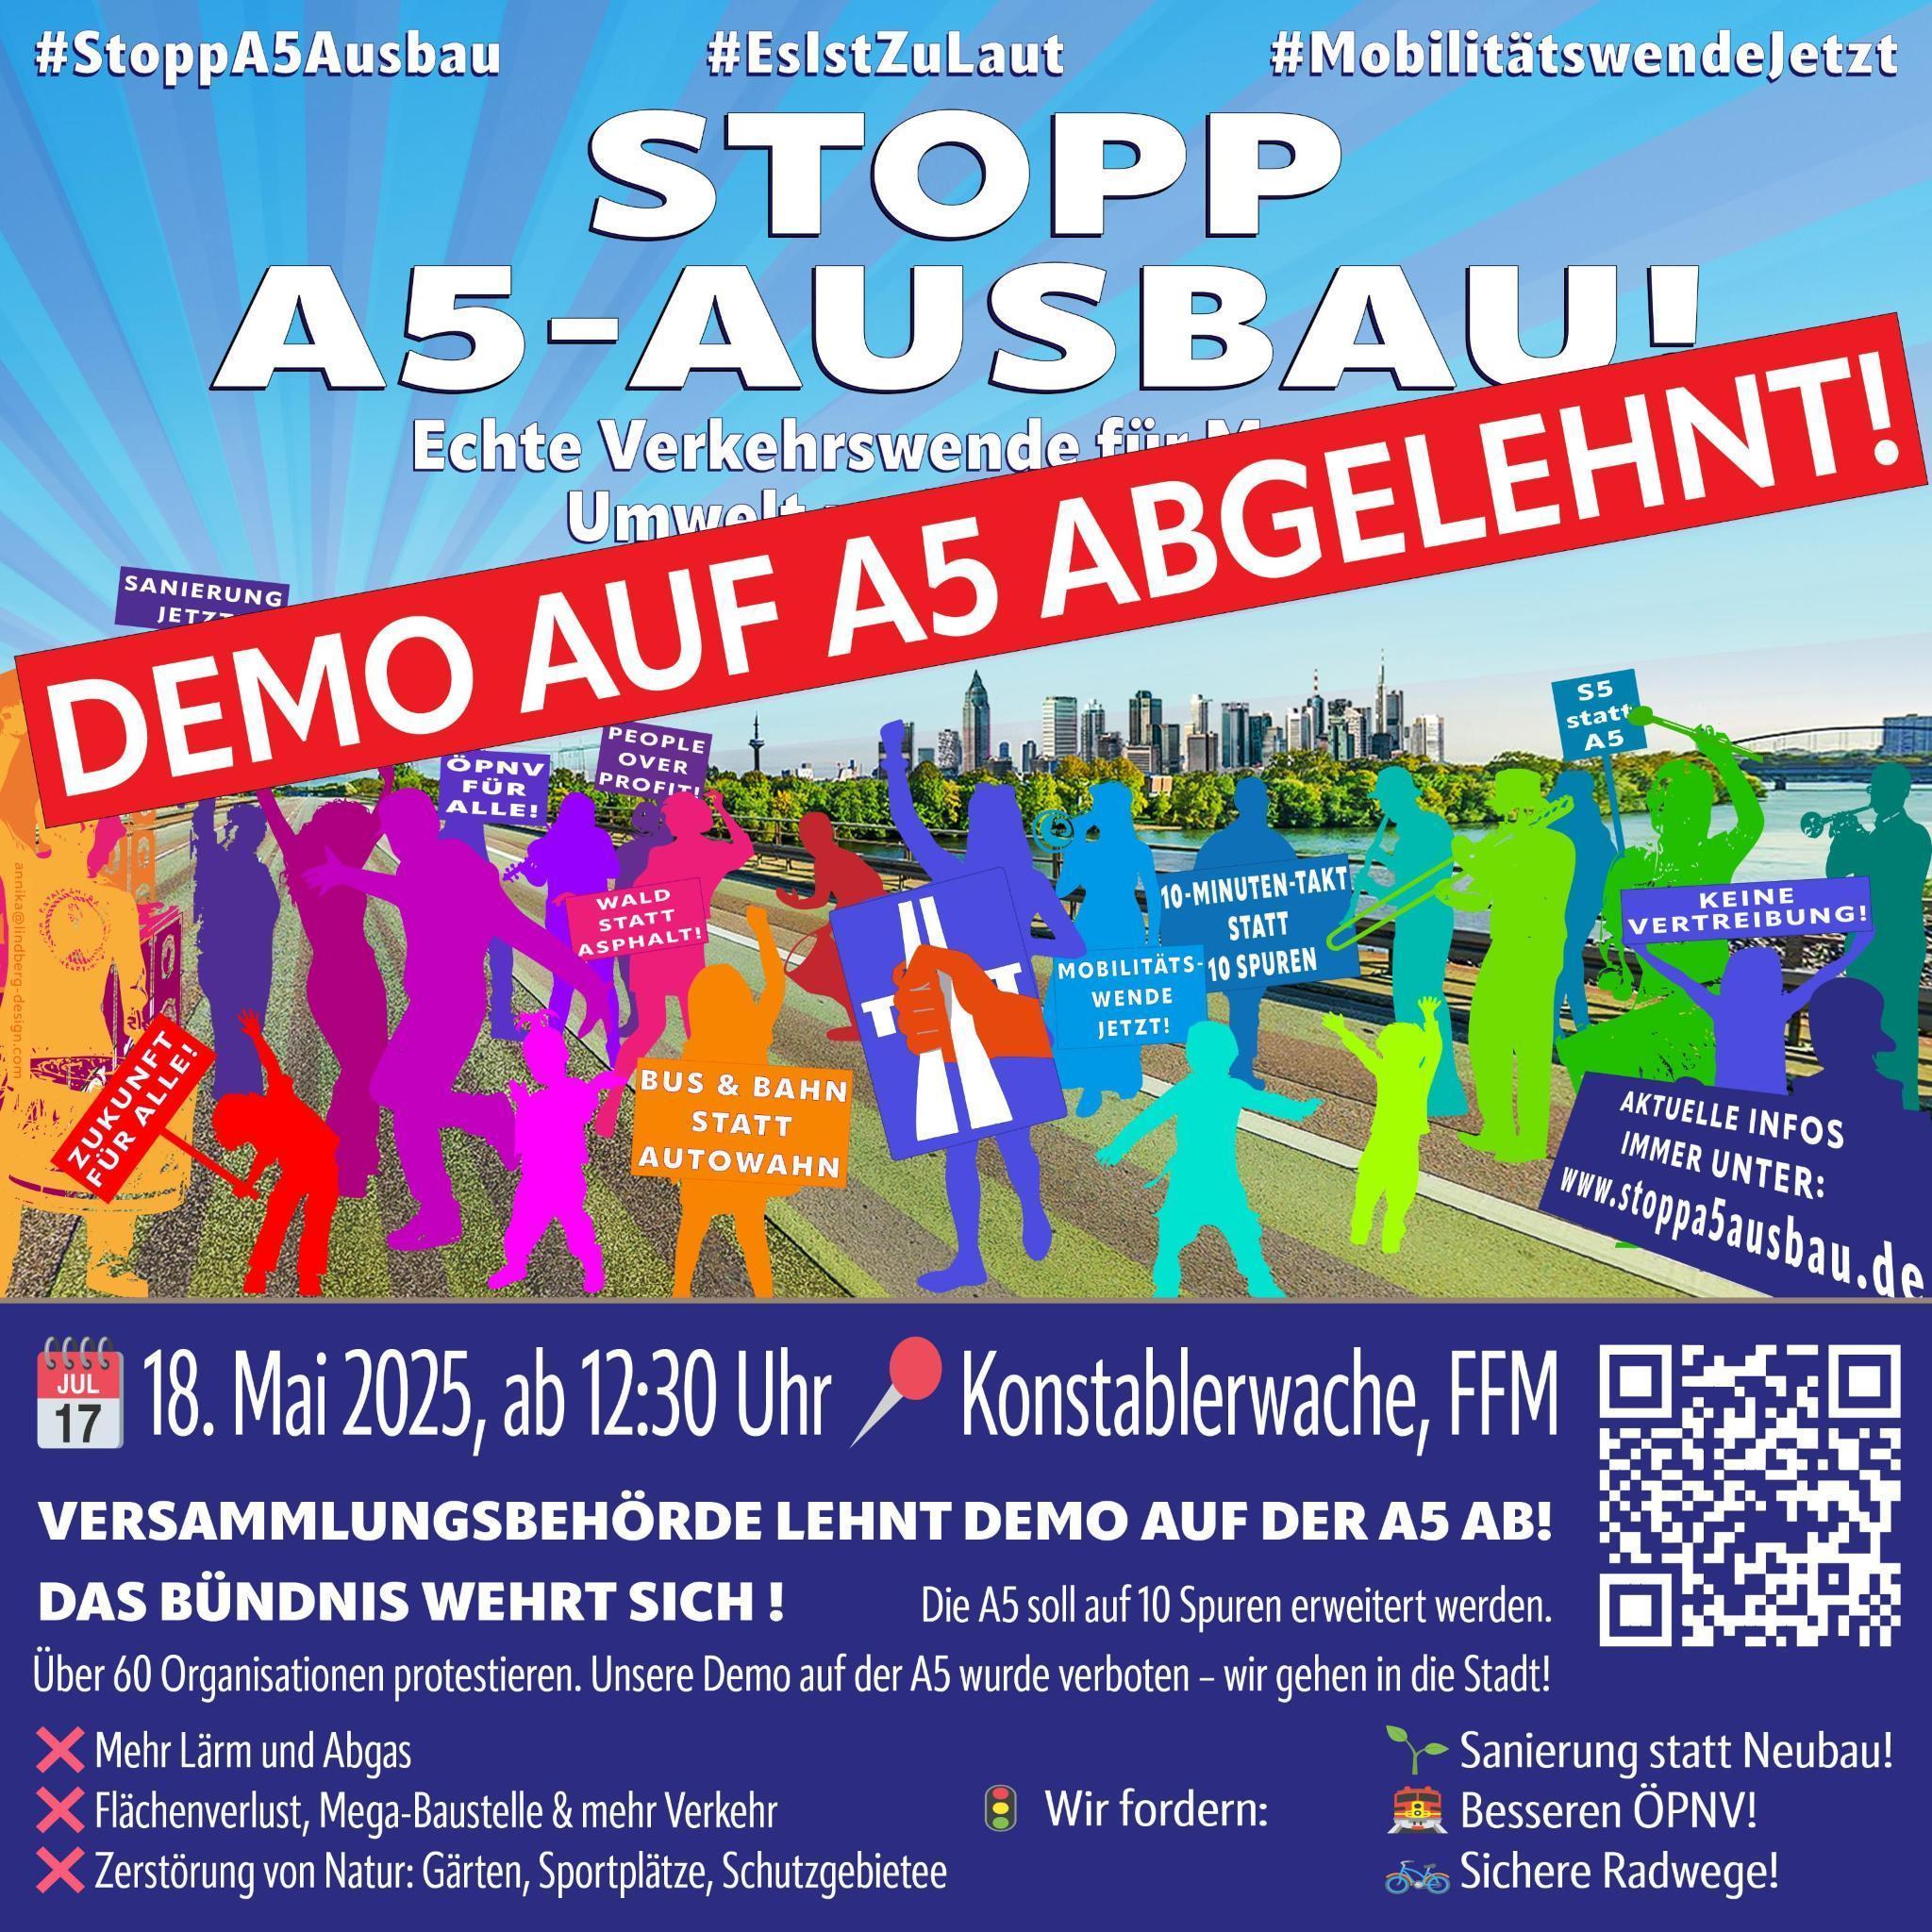 #StoppA5Ausbau #EsIstZuLaut #MobilitätswendeJetzt
STOPP
A5-AUSBAU!
Echte Verkehrswende für
Umwelt
DEMO AUF A5 ABGELEHNT!
SANIERUNG
JETZT
ÖPNV
FÜR
ALLE!
PEOPLE
OVER
PROFIT!
S5
statt
A5
WALD
STATT
ASPHALT!
10-MINUTEN-TAKT
STATT
10 SPUREN
KEINE
VERTREIBUNG!
MOBILITÄTS-
WENDE
JETZT!
ZUKUNFT
FÜR ALLE!
BUS & BAHN
STATT
AUTOWAHN
AKTUELLE INFOS
IMMER UNTER:
www.stoppa5ausbau.de
annika@lindberg-design.com
JUL
17
18. Mai 2025, ab 12:30 Uhr Konstablerwache, FFM
VERSAMMLUNGSBEHÖRDE LEHNT DEMO AUF DER A5 AB!
DAS BÜNDNIS WEHRT SICH ! Die A5 soll auf 10 Spuren erweitert werden.
Über 60 Organisationen protestieren. Unsere Demo auf der A5 wurde verboten – wir gehen in die Stadt!
Mehr Lärm und Abgas
Flächenverlust, Mega-Baustelle & mehr Verkehr
Zerstörung von Natur: Gärten, Sportplätze, Schutzgebietee
Wir fordern:
Sanierung statt Neubau!
Besseren ÖPNV!
Sichere Radwege!